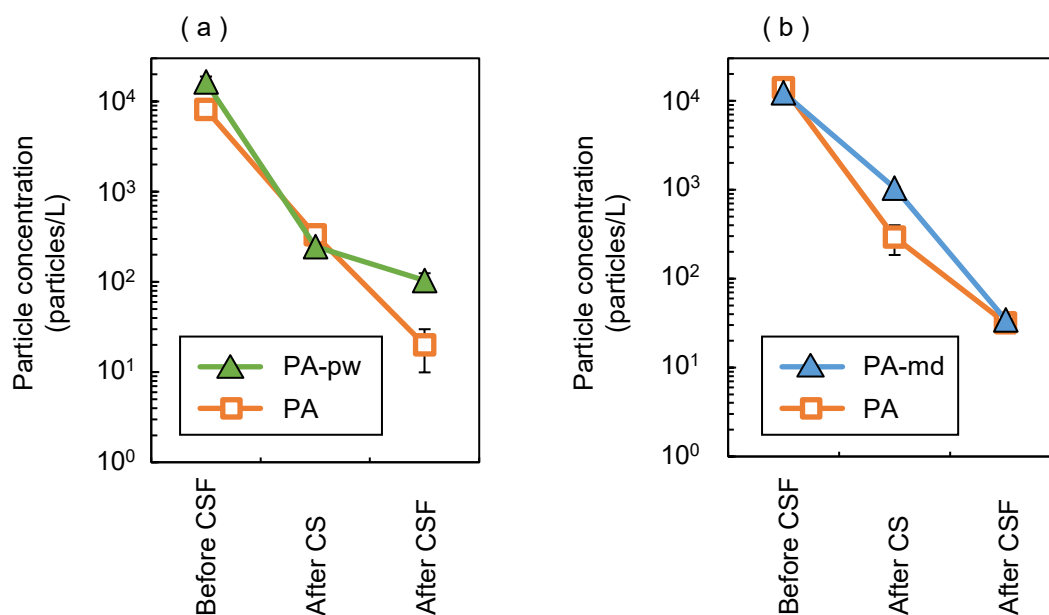 ( a )
Particle concentration
(particles/L)
10⁴
10³
10²
10¹
10⁰
PA-pw
PA
Before CSF
After CS
After CSF
( b )
Particle concentration
(particles/L)
10⁴
10³
10²
10¹
10⁰
PA-md
PA
Before CSF
After CS
After CSF